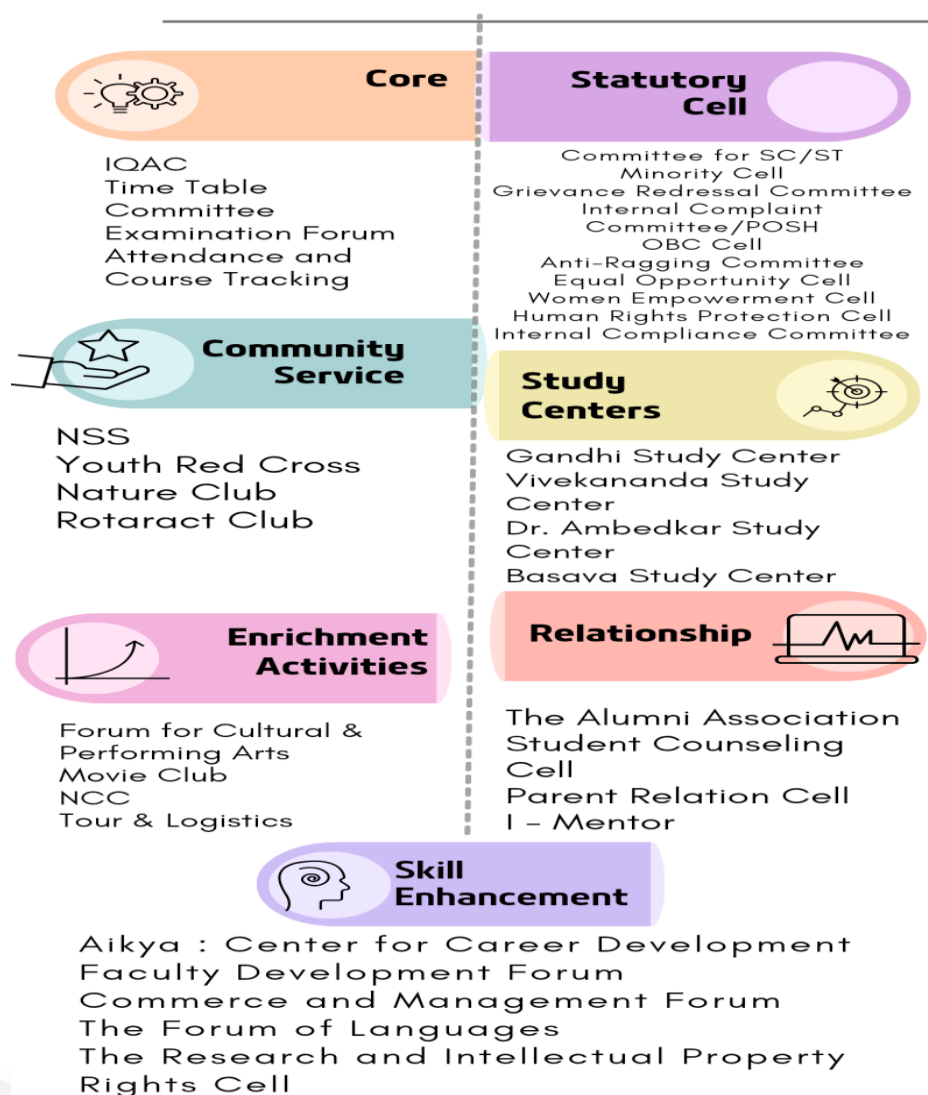 Core
IQAC
Time Table
Committee
Examination Forum
Attendance and
Course Tracking
Statutory
Cell
Committee for SC/ST
Minority Cell
Grievance Redressal Committee
Internal Complaint
Committee/POSH
OBC Cell
Anti-Ragging Committee
Equal Opportunity Cell
Women Empowerment Cell
Human Rights Protection Cell
Internal Compliance Committee
Community
Service
NSS
Youth Red Cross
Nature Club
Rotaract Club
Study
Centers
Gandhi Study Center
Vivekananda Study
Center
Dr. Ambedkar Study
Center
Basava Study Center
Enrichment
Activities
Forum for Cultural &
Performing Arts
Movie Club
NCC
Tour & Logistics
Relationship
The Alumni Association
Student Counseling
Cell
Parent Relation Cell
I - Mentor
Skill
Enhancement
Aikya : Center for Career Development
Faculty Development Forum
Commerce and Management Forum
The Forum of Languages
The Research and Intellectual Property
Rights Cell